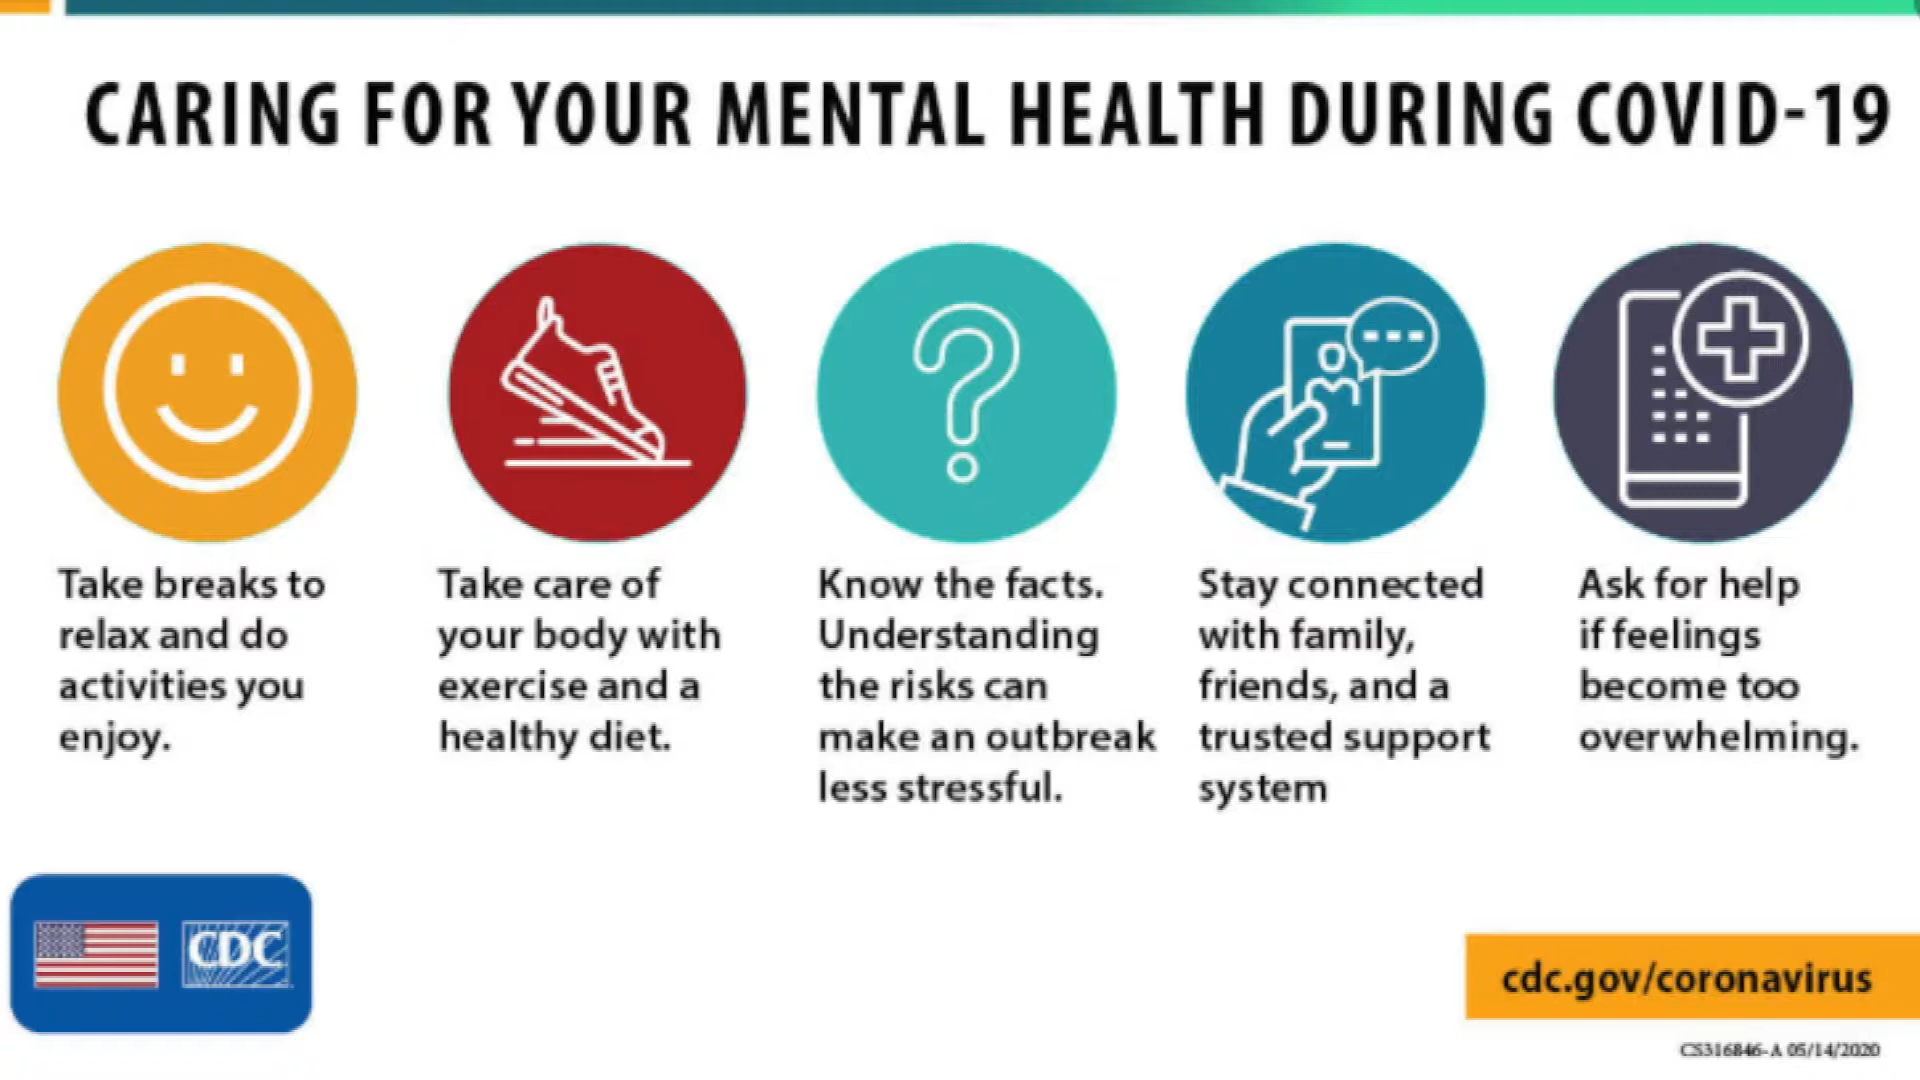 CARING FOR YOUR MENTAL HEALTH DURING COVID-19
Take breaks to
relax and do
activities you
enjoy.
Take care of
your body with
exercise and a
healthy diet.
Know the facts.
Understanding
the risks can
make an outbreak
less stressful.
Stay connected
with family,
friends, and a
trusted support
system
Ask for help
if feelings
become too
overwhelming.
CDC
cdc.gov/coronavirus
CS316846-A 05/14/2020